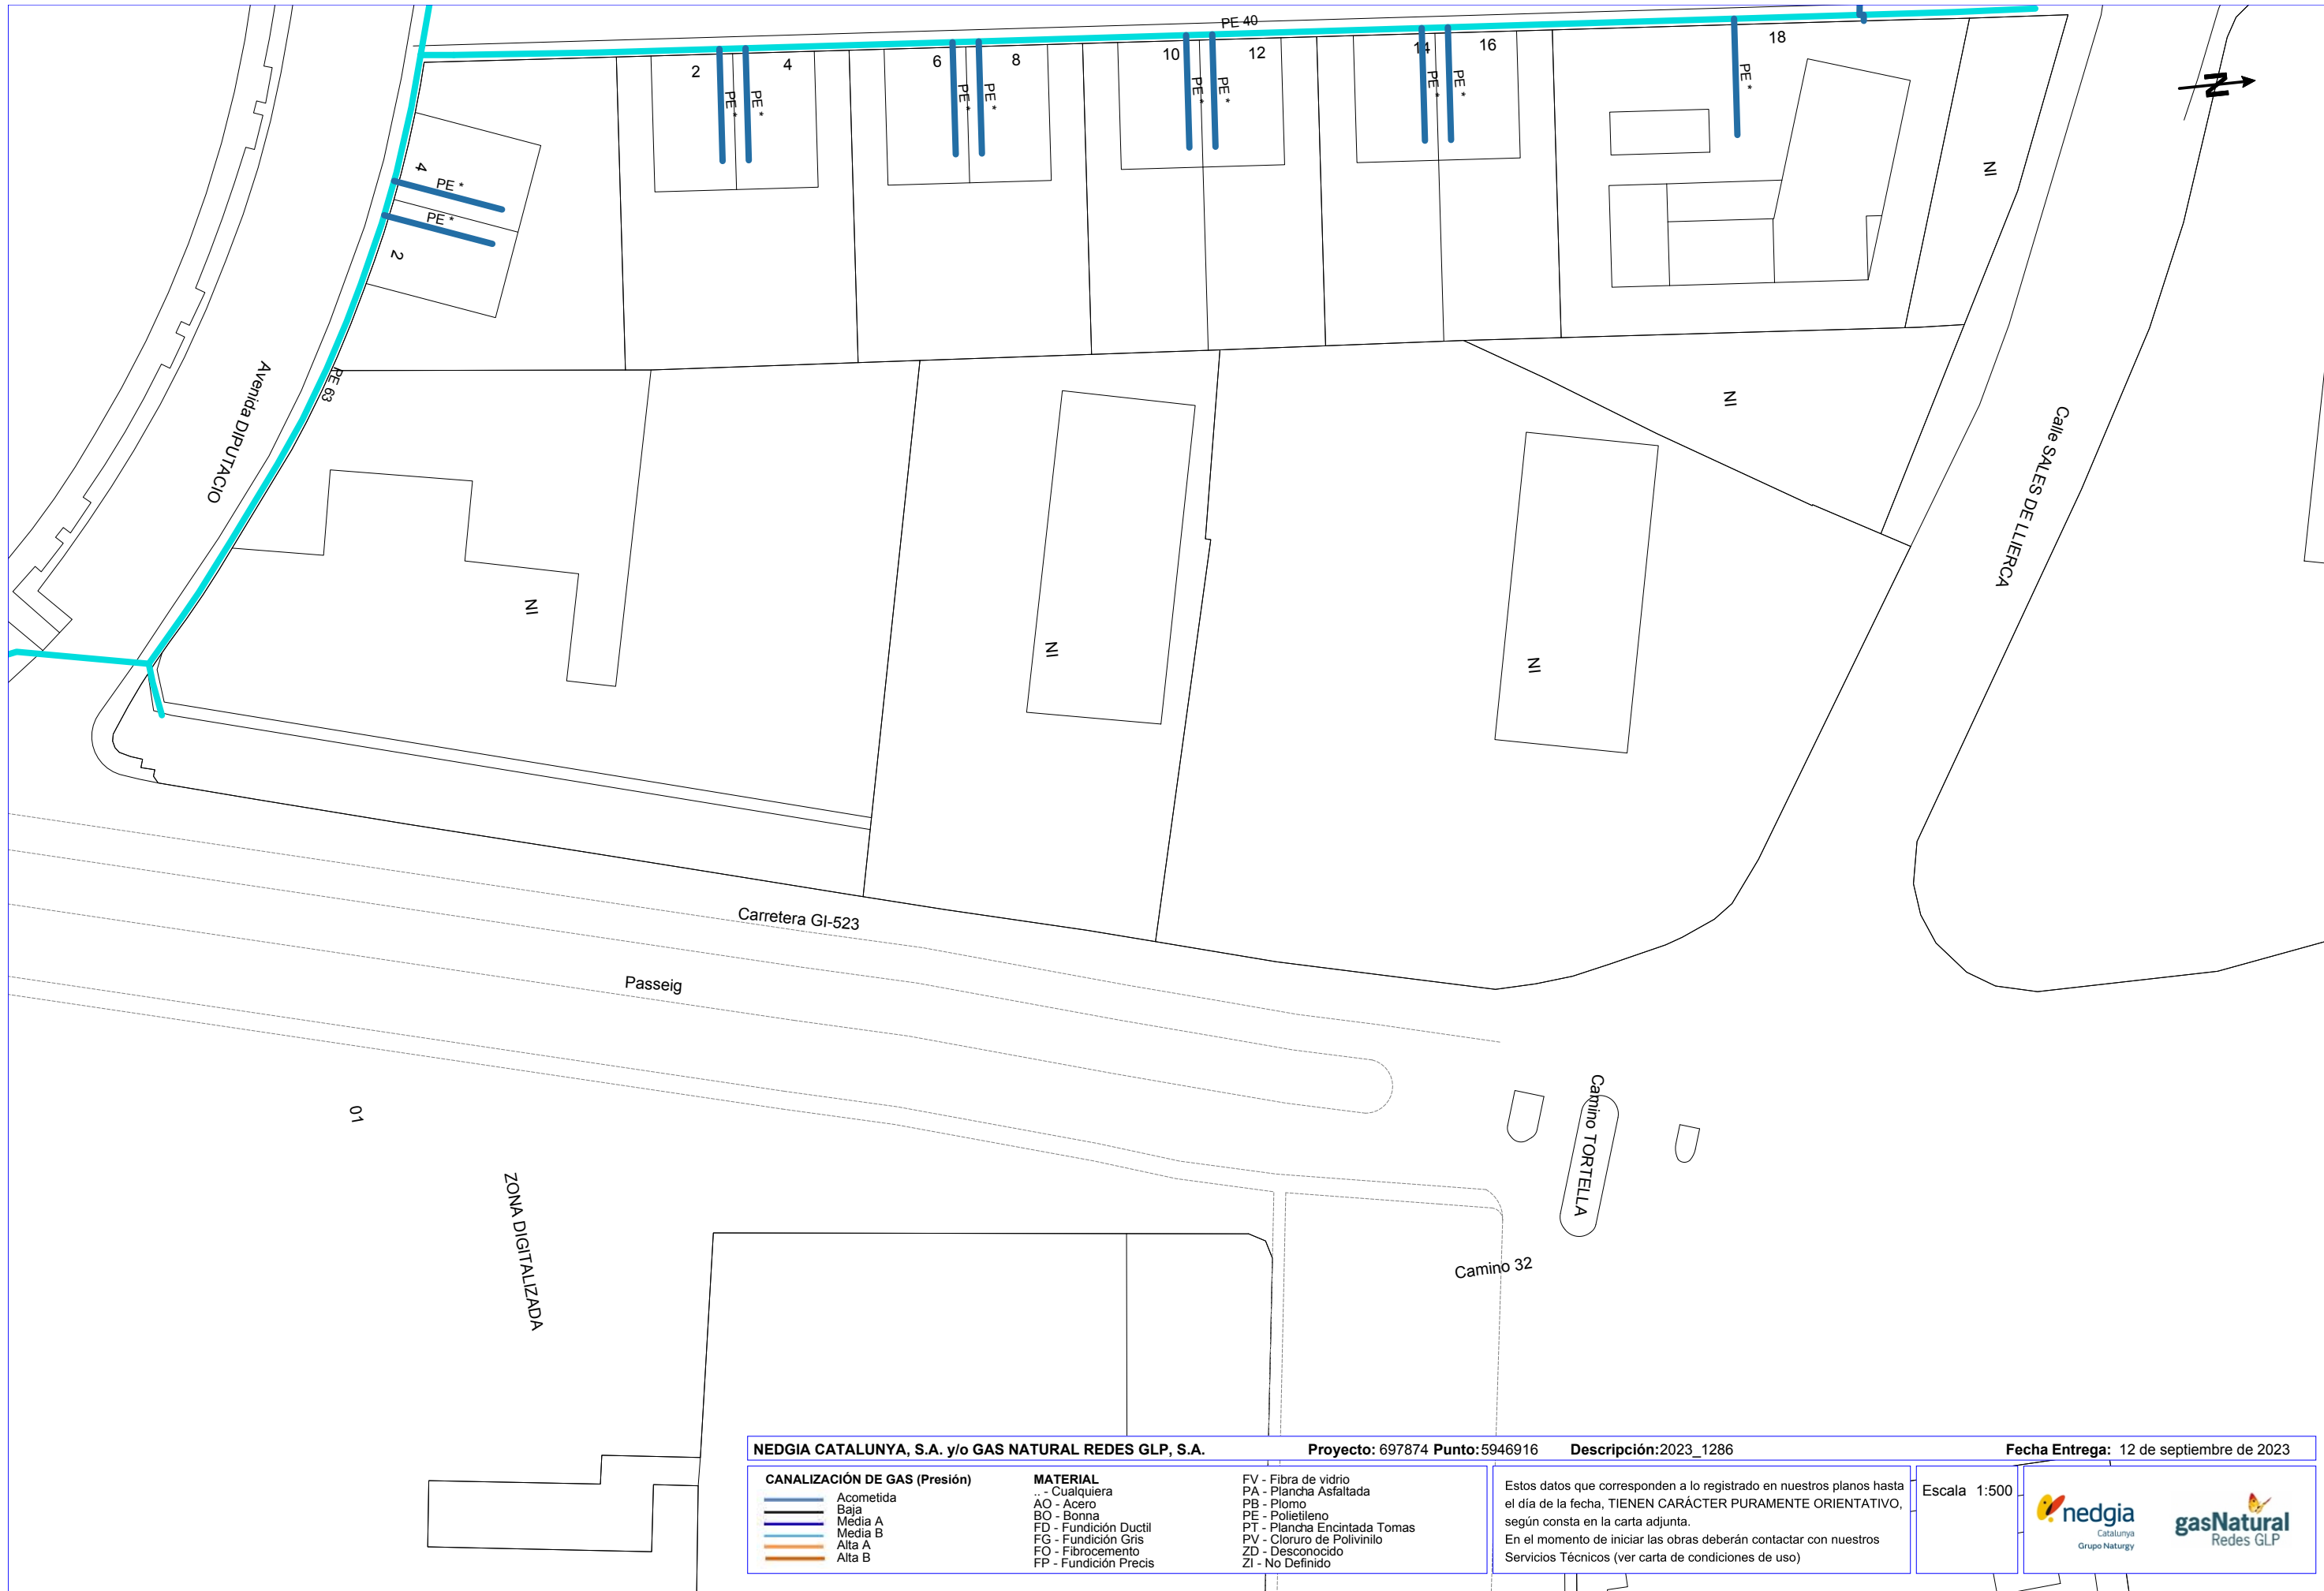 PE 40
2
4
6
8
10
12
14
16
18
PE *
PE *
PE *
PE *
PE *
PE *
PE *
PE *
PE *
N
4
PE *
PE *
2
NI
PE 63
Avenida DIPUTACIO
NI
Calle SALES DE LLIERCA
NI
NI
NI
Carretera GI-523
Passeig
01
ZONA DIGITALIZADA
Camino TORTELLA
Camino 32
NEDGIA CATALUNYA, S.A. y/o GAS NATURAL REDES GLP, S.A. Proyecto: 697874 Punto:5946916 Descripción:2023_1286 Fecha Entrega: 12 de septiembre de 2023
CANALIZACIÓN DE GAS (Presión)
Acometida
Baja
Media A
Media B
Alta A
Alta B
MATERIAL
.. - Cualquiera
AO - Acero
BO - Bonna
FD - Fundición Ductil
FG - Fundición Gris
FO - Fibrocemento
FP - Fundición Precis
FV - Fibra de vidrio
PA - Plancha Asfaltada
PB - Plomo
PE - Polietileno
PT - Plancha Encintada Tomas
PV - Cloruro de Polivinilo
ZD - Desconocido
ZI - No Definido
Estos datos que corresponden a lo registrado en nuestros planos hasta
el día de la fecha, TIENEN CARÁCTER PURAMENTE ORIENTATIVO,
según consta en la carta adjunta.
En el momento de iniciar las obras deberán contactar con nuestros
Servicios Técnicos (ver carta de condiciones de uso)
Escala 1:500
nedgia
Catalunya
Grupo Naturgy
gasNatural
Redes GLP